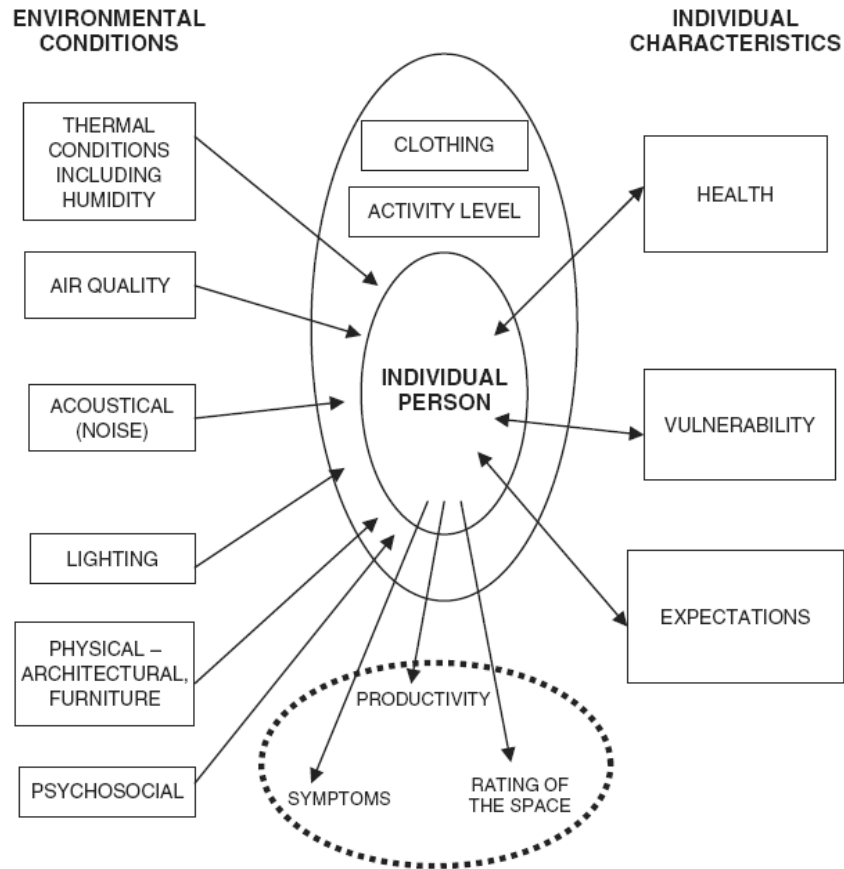 ENVIRONMENTAL
CONDITIONS
THERMAL
CONDITIONS
INCLUDING
HUMIDITY
AIR QUALITY
ACOUSTICAL
(NOISE)
LIGHTING
PHYSICAL –
ARCHITECTURAL,
FURNITURE
PSYCHOSOCIAL
CLOTHING
ACTIVITY LEVEL
INDIVIDUAL
PERSON
PRODUCTIVITY
SYMPTOMS
RATING OF
THE SPACE
INDIVIDUAL
CHARACTERISTICS
HEALTH
VULNERABILITY
EXPECTATIONS